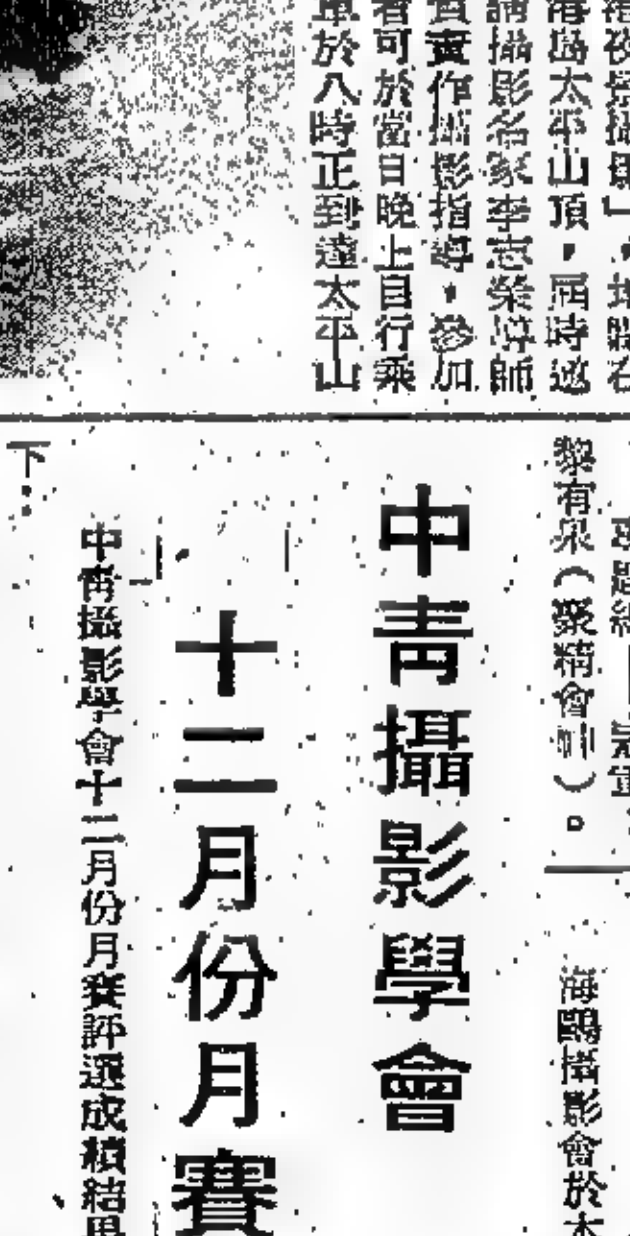 港島太平山頂，屆時邀
請攝影名家李志榮導師
負責作攝影指導，參加
者可於當日晚上自行乘
車於八時正到達太平山
黎有泉（聚精會神）。
海鷗攝影會於本
中青攝影學會
十二月份月賽
中青攝影學會十二月份月賽評選成績結果
下：